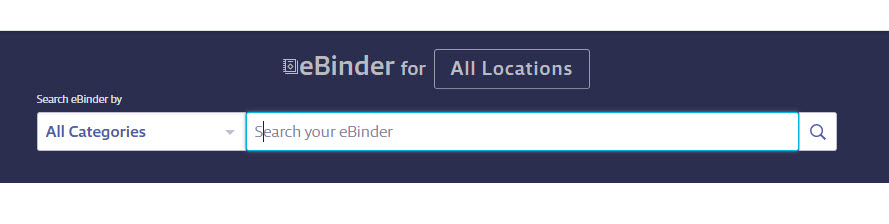 eBinder for All Locations
Search eBinder by
All Categories Search your eBinder